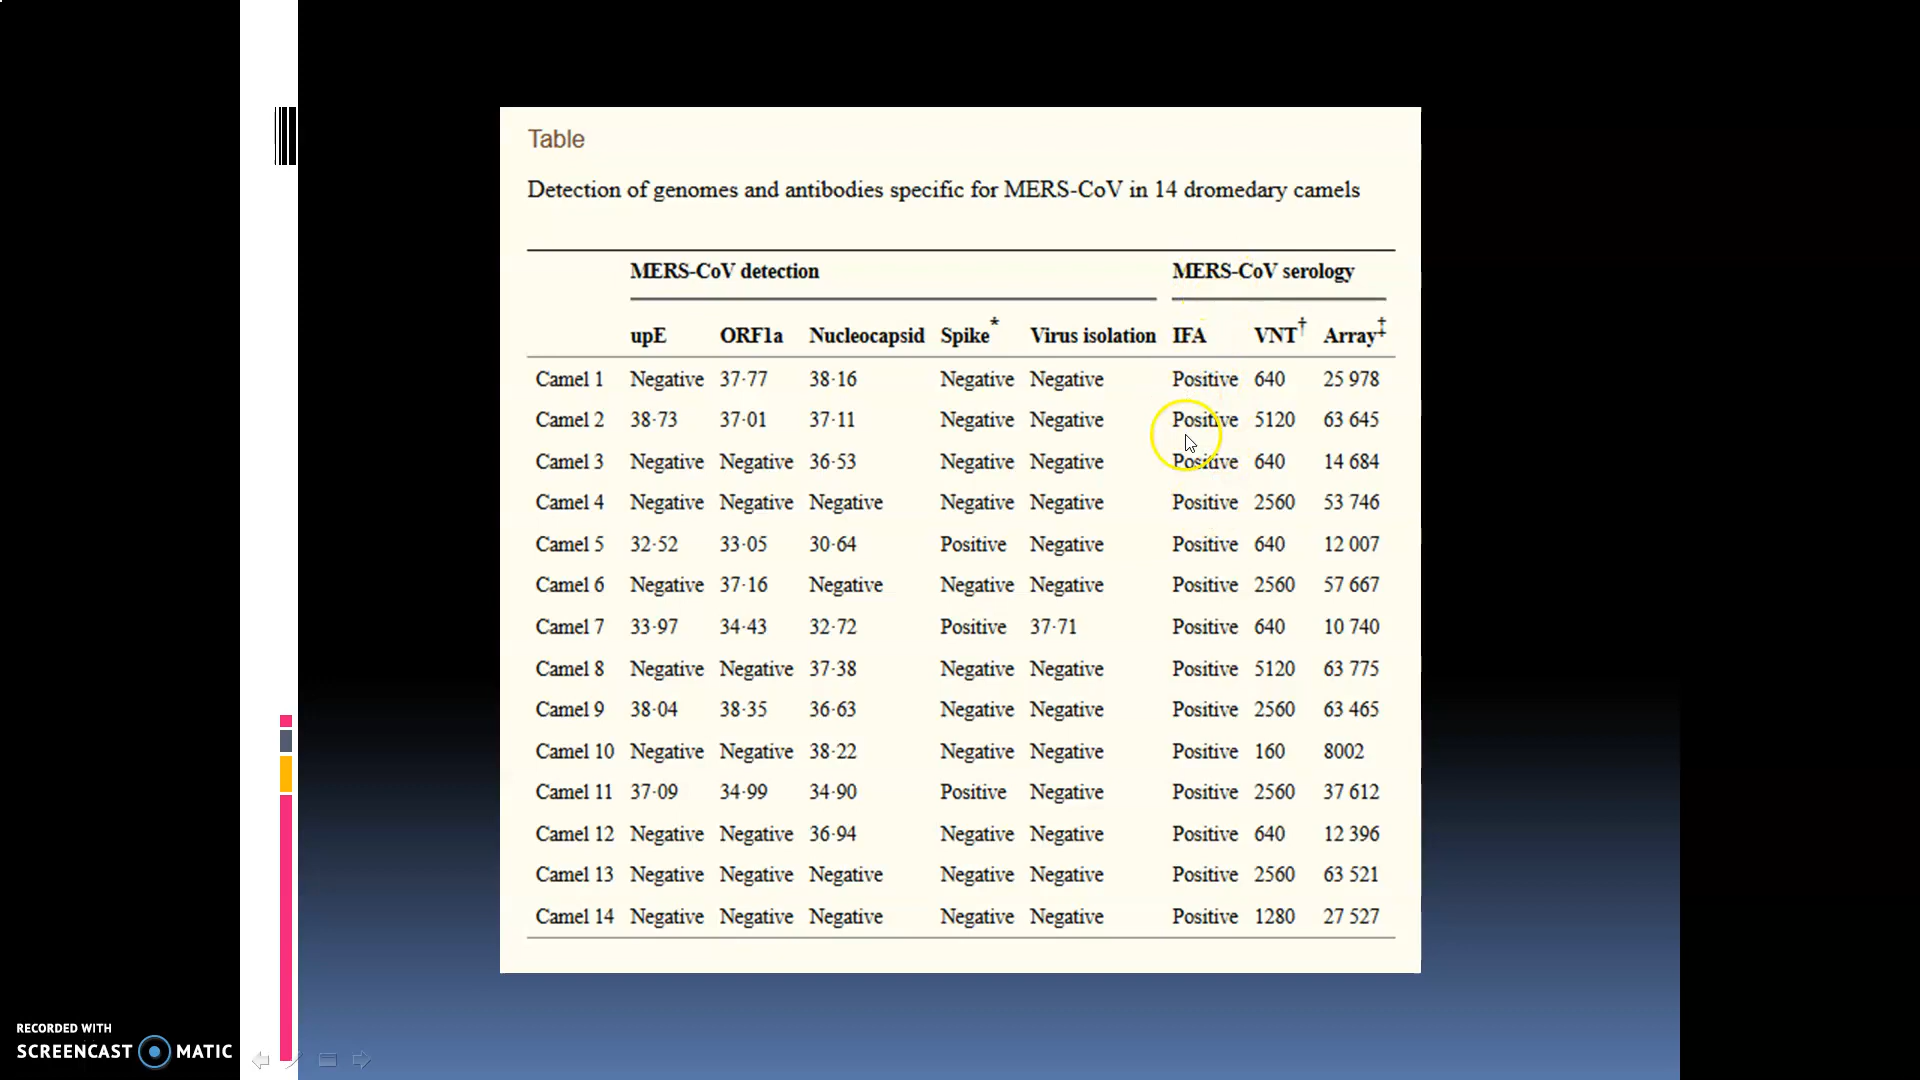 Table
Detection of genomes and antibodies specific for MERS-CoV in 14 dromedary camels
MERS-CoV detection MERS-CoV serology
upE ORF1a Nucleocapsid Spike* Virus isolation IFA VNT† Array‡
Camel 1 Negative 37·77 38·16 Negative Negative Positive 640 25 978
Camel 2 38·73 37·01 37·11 Negative Negative Positive 5120 63 645
Camel 3 Negative Negative 36·53 Negative Negative Positive 640 14 684
Camel 4 Negative Negative Negative Negative Negative Positive 2560 53 746
Camel 5 32·52 33·05 30·64 Positive Negative Positive 640 12 007
Camel 6 Negative 37·16 Negative Negative Negative Positive 2560 57 667
Camel 7 33·97 34·43 32·72 Positive 37·71 Positive 640 10 740
Camel 8 Negative Negative 37·38 Negative Negative Positive 5120 63 775
Camel 9 38·04 38·35 36·63 Negative Negative Positive 2560 63 465
Camel 10 Negative Negative 38·22 Negative Negative Positive 160 8002
Camel 11 37·09 34·99 34·90 Positive Negative Positive 2560 37 612
Camel 12 Negative Negative 36·94 Negative Negative Positive 640 12 396
Camel 13 Negative Negative Negative Negative Negative Positive 2560 63 521
Camel 14 Negative Negative Negative Negative Negative Positive 1280 27 527
RECORDED WITH
SCREENCAST MATIC